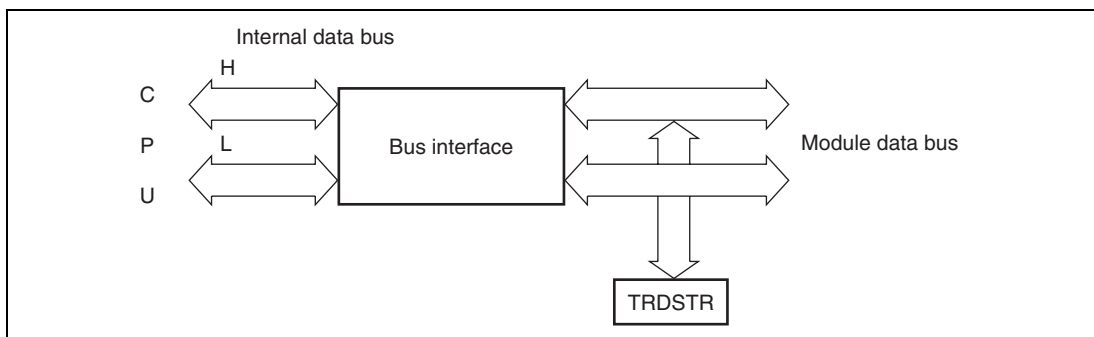 Internal data bus
H
C
P
L
Bus interface
Module data bus
U
TRDSTR